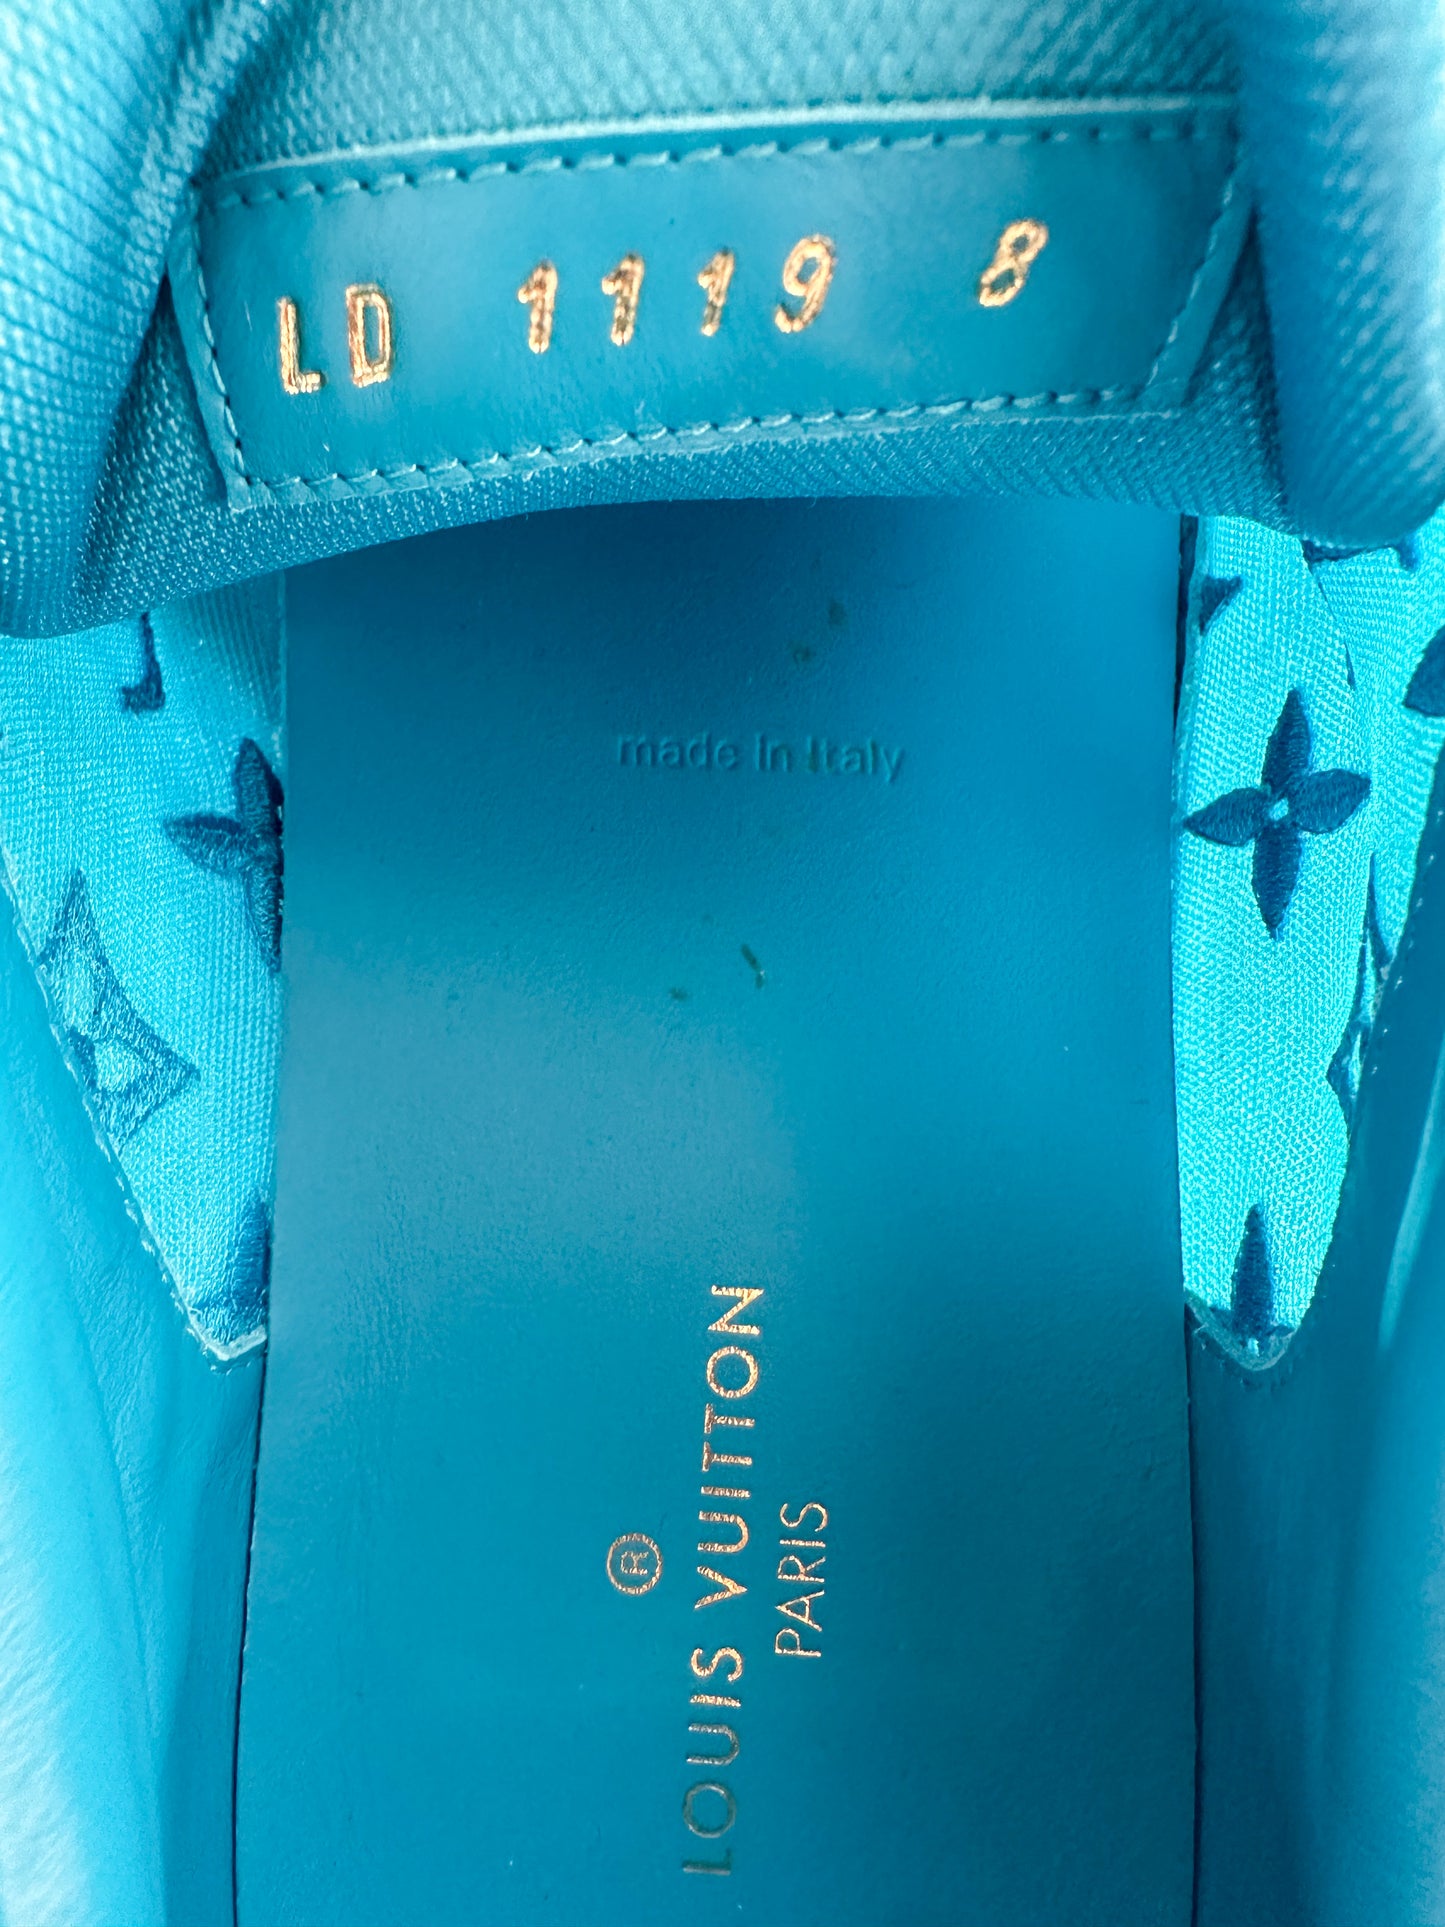 LD 1119 8
made in Italy
®
LOUIS VUITTON
PARIS